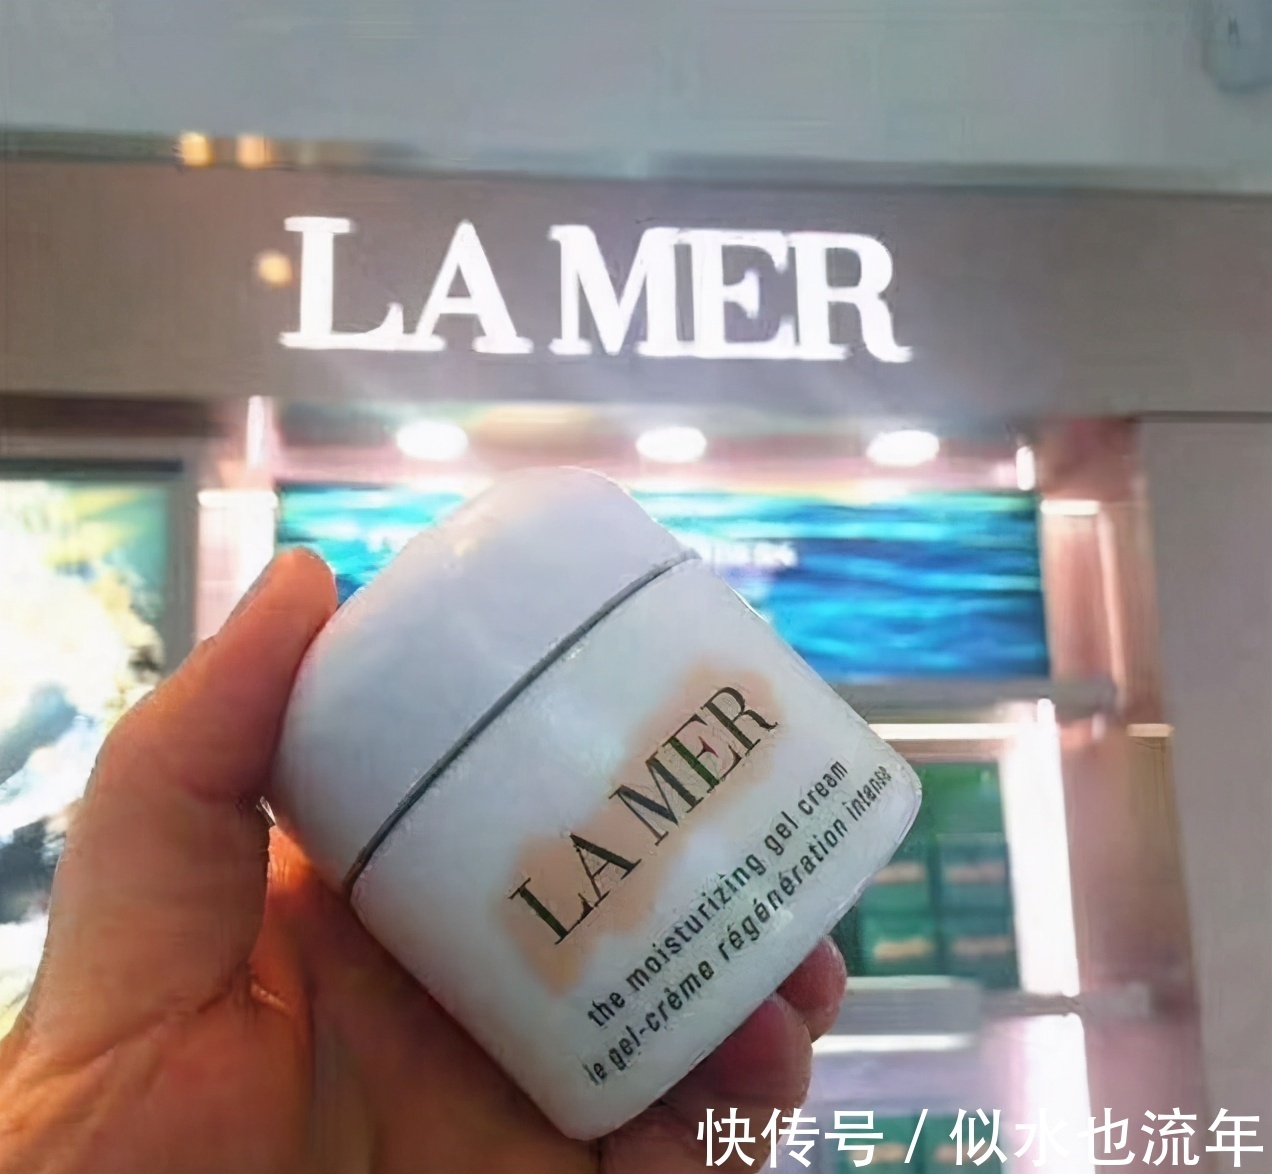 LA MER
LA MER
the moisturizing gel cream
le gel-crème régénération intense
快传号 / 似水也流年